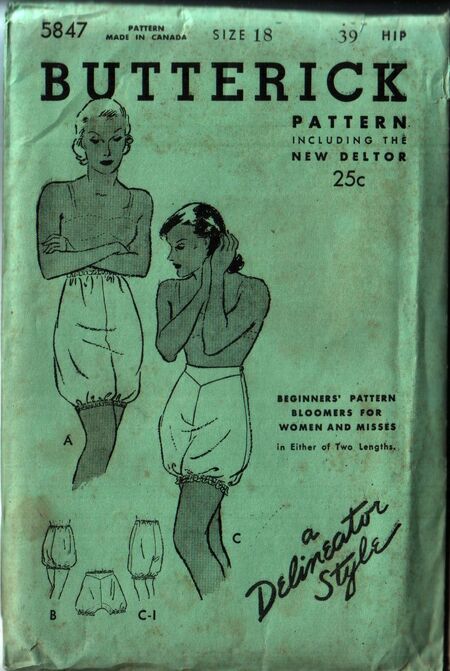 5847 PATTERN MADE IN CANADA SIZE 18 39 HIP
BUTTERICK
PATTERN
INCLUDING THE
NEW DELTOR
25c
BEGINNERS' PATTERN
BLOOMERS FOR
WOMEN AND MISSES
in Either of Two Lengths.
A
C
a
Delineator
Style
B
C-1